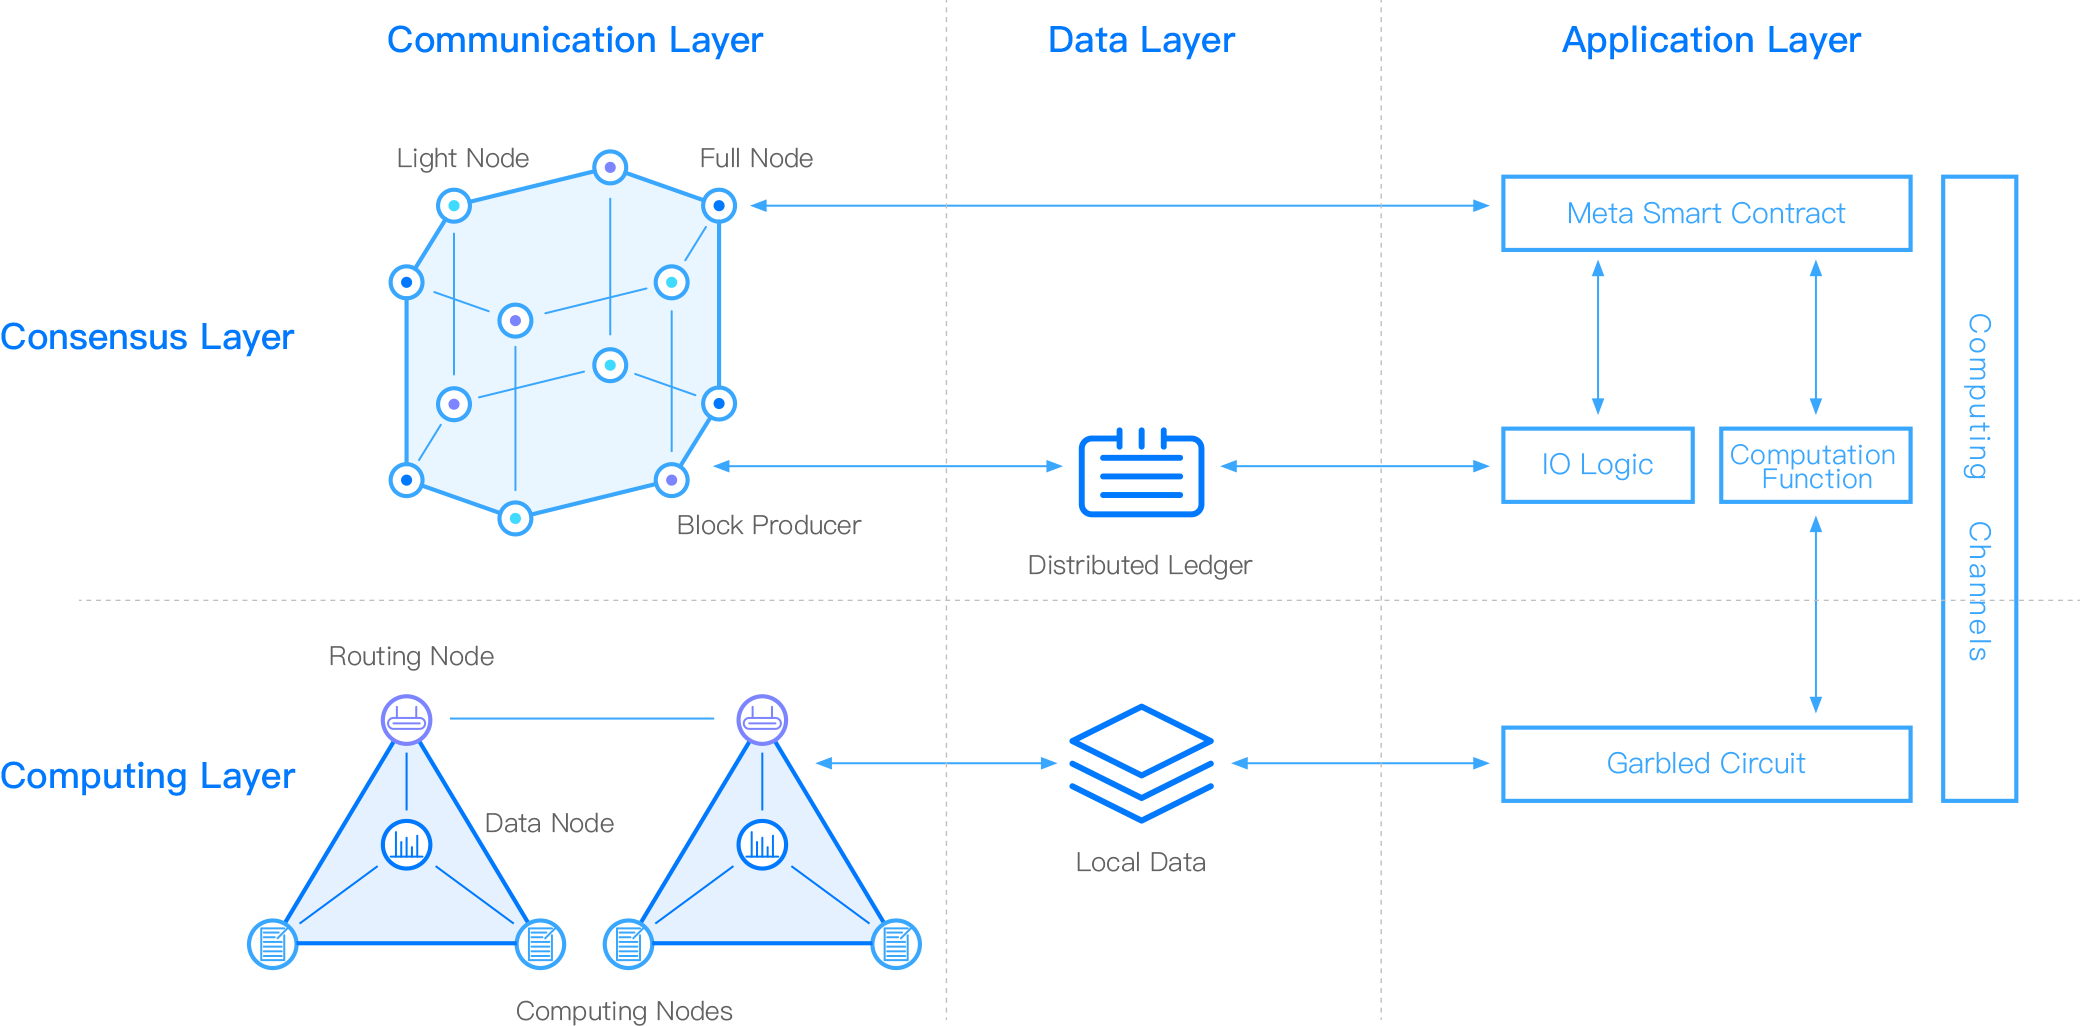 Communication Layer
Data Layer
Application Layer
Consensus Layer
Light Node
Full Node
Block Producer
Distributed Ledger
Meta Smart Contract
IO Logic
Computation
Function
Computing Channels
Computing Layer
Routing Node
Data Node
Computing Nodes
Local Data
Garbled Circuit